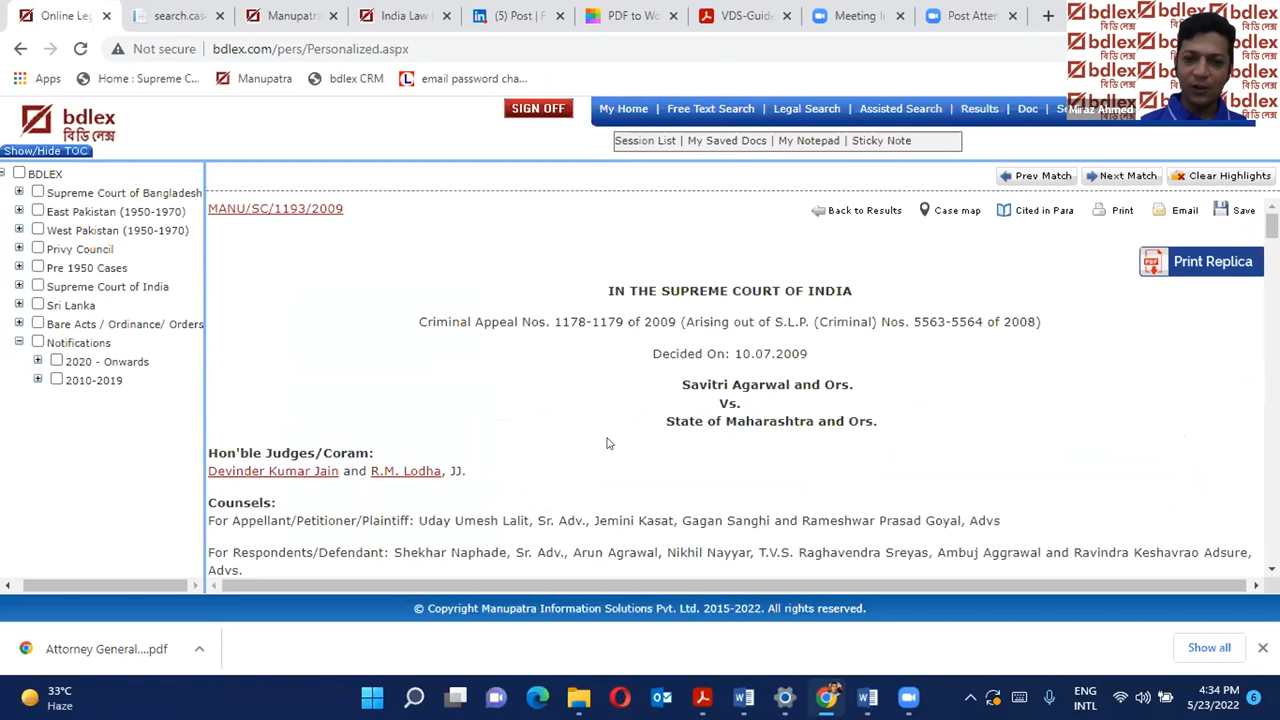 Online Leg
search.cas
Manupatra
India Law I
(5) Post | F
PDF to Wo
VDS-Guide
Meeting In
Post Atten
Not secure | bdlex.com/pers/Personalized.aspx
Apps
Home : Supreme C...
Manupatra
bdlex CRM
email password cha...
bdlex
বিডি লেক্স
Miraz Ahmed
bdlex
বিডি লেক্স
SIGN OFF
My Home | Free Text Search | Legal Search | Assisted Search | Results | Doc |
Session List | My Saved Docs | My Notepad | Sticky Note
Show/Hide TOC
BDLEX
Supreme Court of Bangladesh
East Pakistan (1950-1970)
West Pakistan (1950-1970)
Privy Council
Pre 1950 Cases
Supreme Court of India
Sri Lanka
Bare Acts / Ordinance/ Orders
Notifications
2020 - Onwards
2010-2019
Prev Match
Next Match
Clear Highlights
MANU/SC/1193/2009
Back to Results
Case map
Cited in Para
Print
Email
Save
Print Replica
IN THE SUPREME COURT OF INDIA
Criminal Appeal Nos. 1178-1179 of 2009 (Arising out of S.L.P. (Criminal) Nos. 5563-5564 of 2008)
Decided On: 10.07.2009
Savitri Agarwal and Ors.
Vs.
State of Maharashtra and Ors.
Hon'ble Judges/Coram:
Devinder Kumar Jain and R.M. Lodha, JJ.
Counsels:
For Appellant/Petitioner/Plaintiff: Uday Umesh Lalit, Sr. Adv., Jemini Kasat, Gagan Sanghi and Rameshwar Prasad Goyal, Advs
For Respondents/Defendant: Shekhar Naphade, Sr. Adv., Arun Agrawal, Nikhil Nayyar, T.V.S. Raghavendra Sreyas, Ambuj Aggrawal and Ravindra Keshavrao Adsure,
Advs.
© Copyright Manupatra Information Solutions Pvt. Ltd. 2015-2022. All rights reserved.
Attorney General....pdf
Show all
33°C
Haze
ENG
INTL
4:34 PM
5/23/2022
6